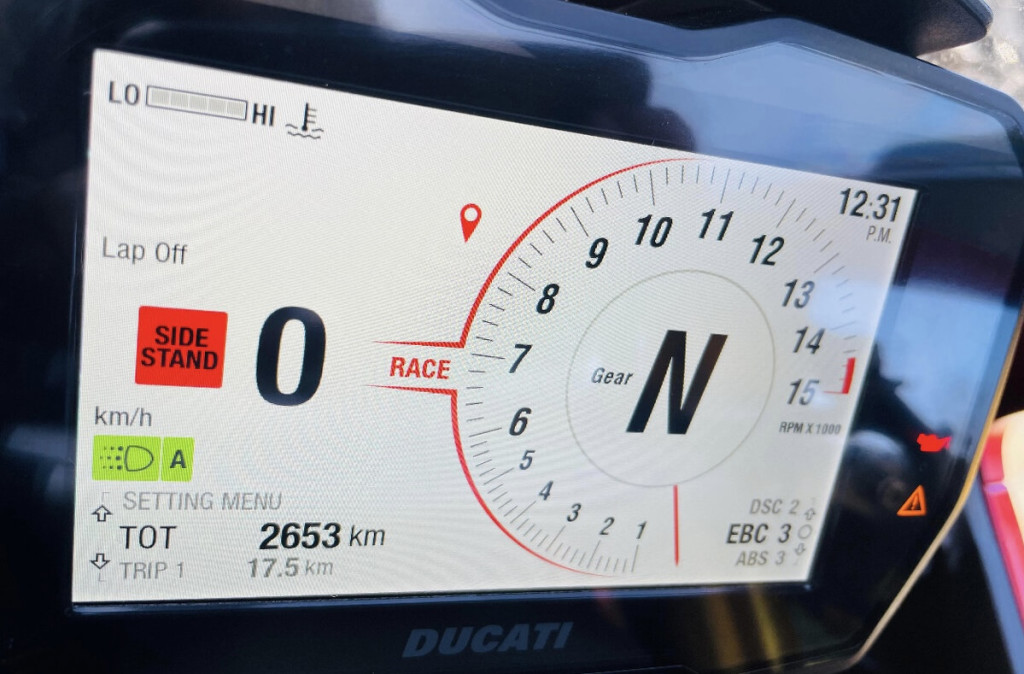 LO HI
12:31
P.M.
Lap Off
SIDE
STAND
0
km/h
A
SETTING MENU
TOT 2653 km
TRIP 1 17.5 km
RACE
1
2
3
4
5
6
7
8
9
10
11
12
13
14
15
RPM X 1000
Gear N
DSC 2
EBC 3
ABS 3
DUCATI